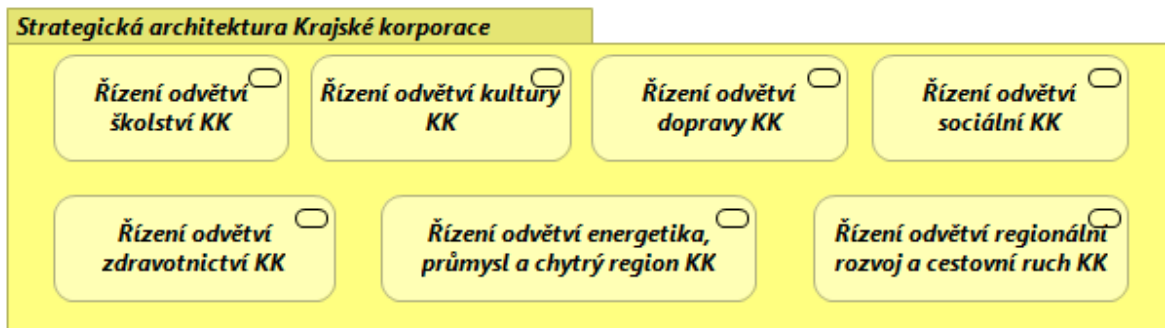 Strategická architektura Krajské korporace
Řízení odvětví
školství KK
Řízení odvětví kultury
KK
Řízení odvětví
dopravy KK
Řízení odvětví
sociální KK
Řízení odvětví
zdravotnictví KK
Řízení odvětví energetika,
průmysl a chytrý region KK
Řízení odvětví regionální
rozvoj a cestovní ruch KK